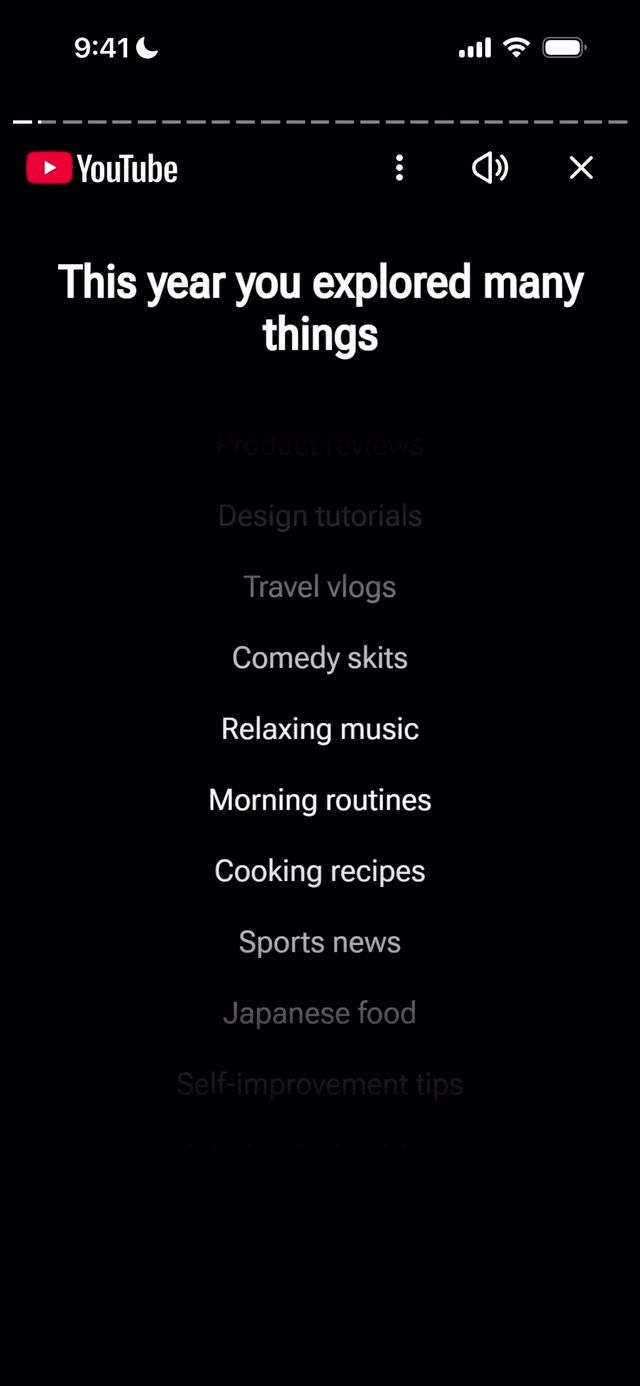 9:41
YouTube
This year you explored many
things
Product reviews
Design tutorials
Travel vlogs
Comedy skits
Relaxing music
Morning routines
Cooking recipes
Sports news
Japanese food
Self-improvement tips